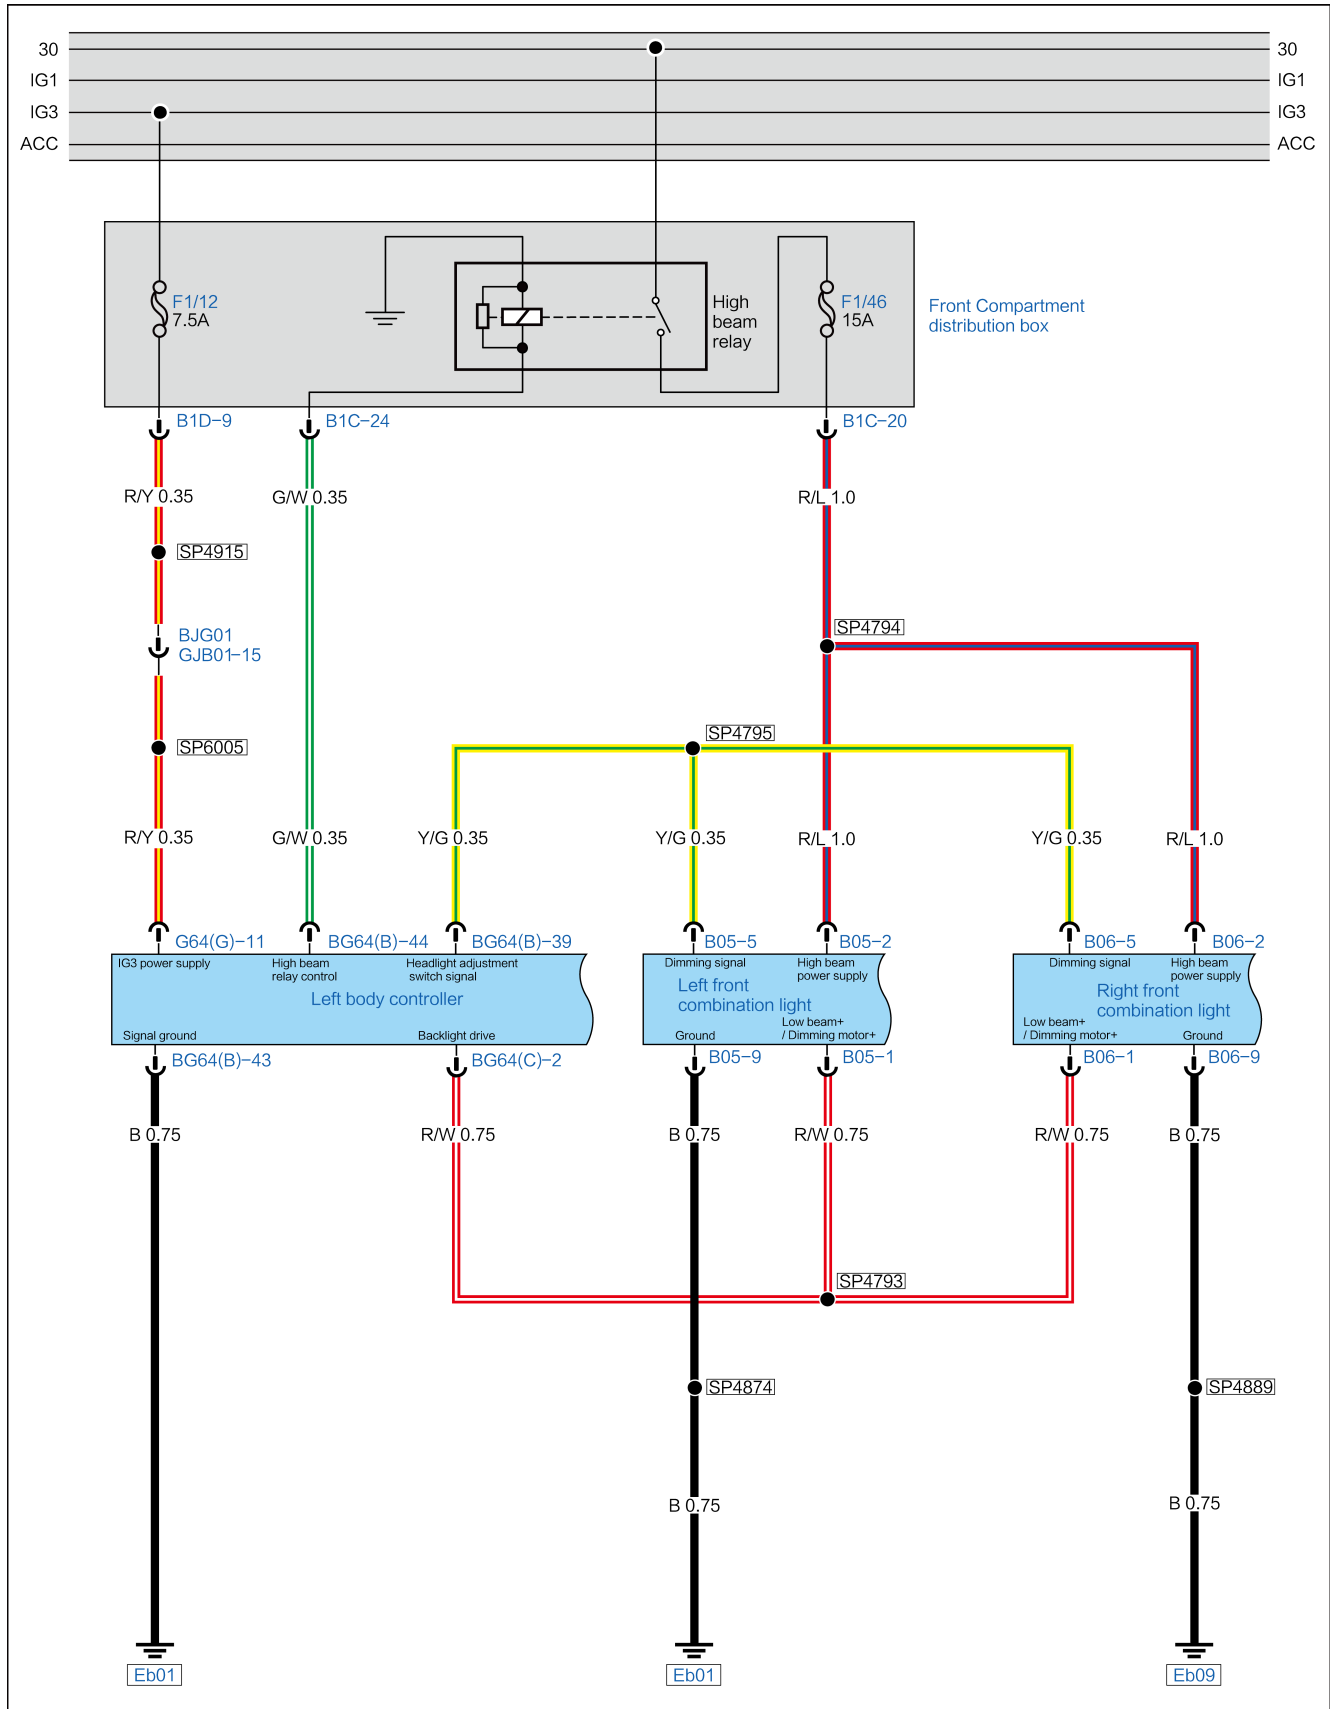 30 30
IG1 IG1
IG3 IG3
ACC ACC
F1/12
7.5A
High
beam
relay
F1/46
15A
Front Compartment
distribution box
B1D-9 B1C-24 B1C-20
R/Y 0.35 G/W 0.35 R/L 1.0
SP4915
SP4794
BJG01
GJB01-15
SP4795
SP6005
R/Y 0.35 G/W 0.35 Y/G 0.35 Y/G 0.35 R/L 1.0 Y/G 0.35 R/L 1.0
G64(G)-11 BG64(B)-44 BG64(B)-39 B05-5 B05-2 B06-5 B06-2
IG3 power supply
High beam
relay control
Headlight adjustment
switch signal
Left body controller
Signal ground
Backlight drive
Dimming signal
High beam
power supply
Left front
combination light
Ground
Low beam+
/ Dimming motor+
Dimming signal
High beam
power supply
Right front
combination light
Low beam+
/ Dimming motor+
Ground
BG64(B)-43 BG64(C)-2 B05-9 B05-1 B06-1 B06-9
B 0.75 R/W 0.75 B 0.75 R/W 0.75 R/W 0.75 B 0.75
SP4793
SP4874 SP4889
B 0.75 B 0.75
Eb01 Eb01 Eb09